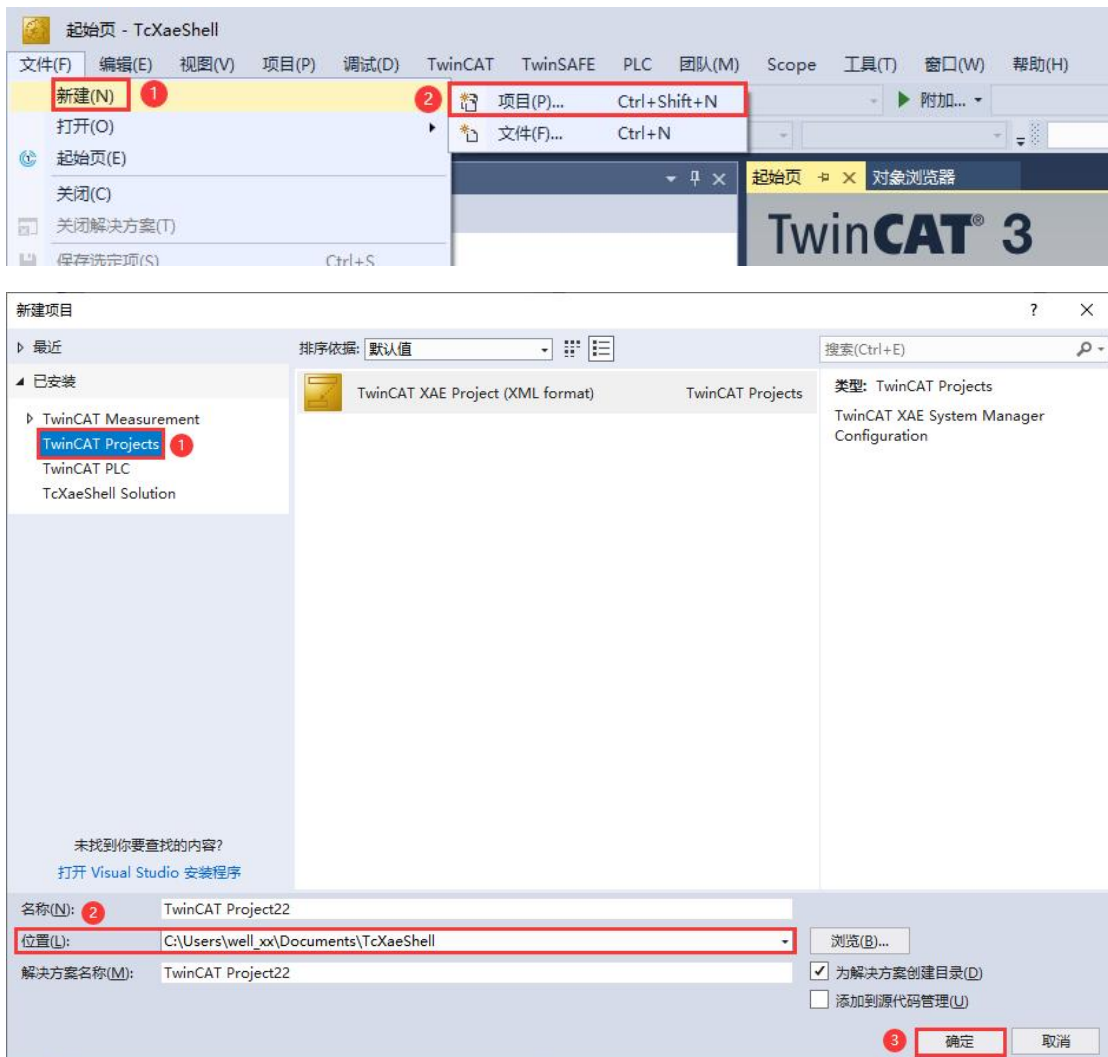 起始页 - TcXaeShell
文件(F) 编辑(E) 视图(V) 项目(P) 调试(D) TwinCAT TwinSAFE PLC 团队(M) Scope 工具(T) 窗口(W) 帮助(H)
新建(N) 1 2 项目(P)... Ctrl+Shift+N 附加...
打开(O) 文件(F)... Ctrl+N
起始页(E)
关闭(C) 起始页 对象浏览器
关闭解决方案(T) TwinCAT® 3
保存选定项(S) Ctrl+S
新建项目 ?
最近 排序依据: 默认值 搜索(Ctrl+E)
已安装 TwinCAT XAE Project (XML format) TwinCAT Projects 类型: TwinCAT Projects
TwinCAT Measurement TwinCAT XAE System Manager
TwinCAT Projects 1 Configuration
TwinCAT PLC
TcXaeShell Solution
未找到你要查找的内容?
打开 Visual Studio 安装程序
名称(N): 2 TwinCAT Project22
位置(L): C:\Users\well_xx\Documents\TcXaeShell 浏览(B)...
解决方案名称(M): TwinCAT Project22 为解决方案创建目录(D)
添加到源代码管理(U)
3 确定 取消